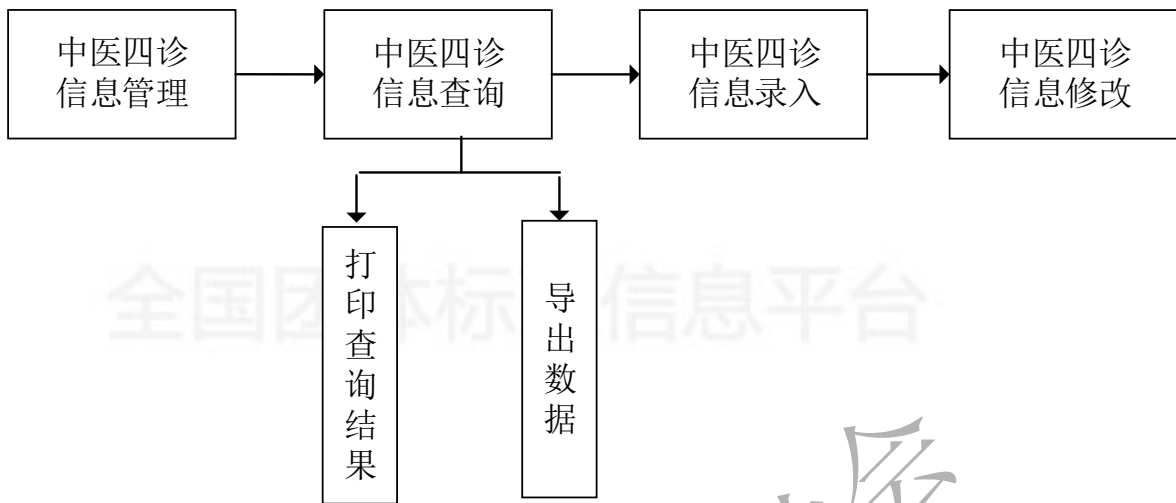 中医四诊
信息管理
中医四诊
信息查询
中医四诊
信息录入
中医四诊
信息修改
打印查询结果
导出数据
全国团体标 信息平台